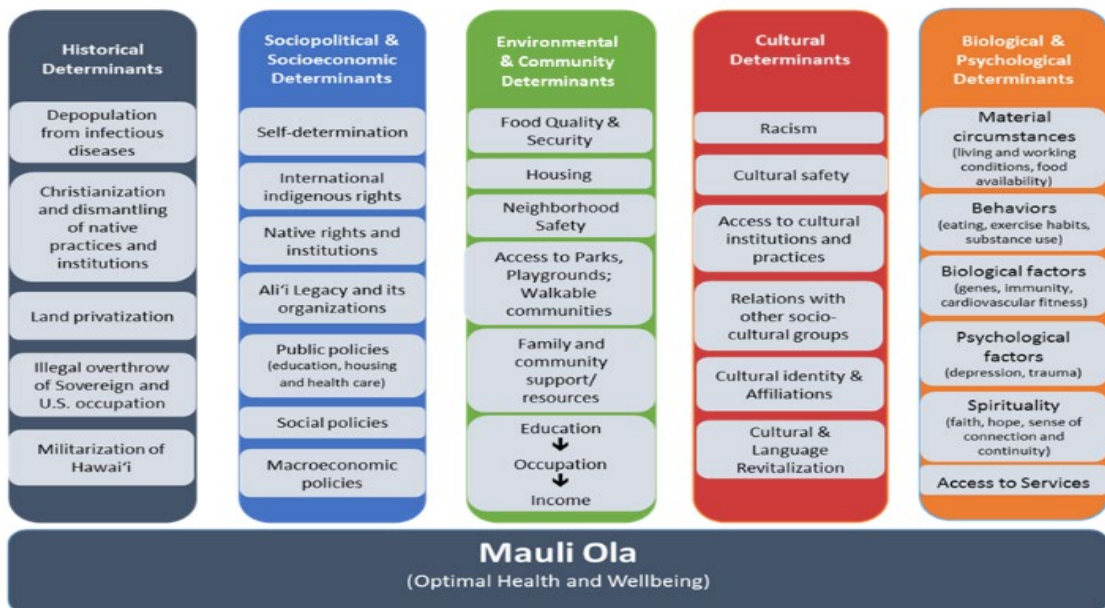 Historical
Determinants
Depopulation
from infectious
diseases
Christianization
and dismantling
of native
practices and
institutions
Land privatization
Illegal overthrow
of Sovereign and
U.S. occupation
Militarization of
Hawai‘i
Sociopolitical &
Socioeconomic
Determinants
Self-determination
International
indigenous rights
Native rights and
institutions
Ali‘i Legacy and its
organizations
Public policies
(education, housing
and health care)
Social policies
Macroeconomic
policies
Environmental
& Community
Determinants
Food Quality &
Security
Housing
Neighborhood
Safety
Access to Parks,
Playgrounds;
Walkable
communities
Family and
community
support/
resources
Education
Occupation
Income
Cultural
Determinants
Racism
Cultural safety
Access to cultural
institutions and
practices
Relations with
other socio-
cultural groups
Cultural identity &
Affiliations
Cultural &
Language
Revitalization
Biological &
Psychological
Determinants
Material
circumstances
(living and working
conditions, food
availability)
Behaviors
(eating, exercise habits,
substance use)
Biological factors
(genes, immunity,
cardiovascular fitness)
Psychological
factors
(depression, trauma)
Spirituality
(faith, hope, sense of
connection and
continuity)
Access to Services
Mauli Ola
(Optimal Health and Wellbeing)